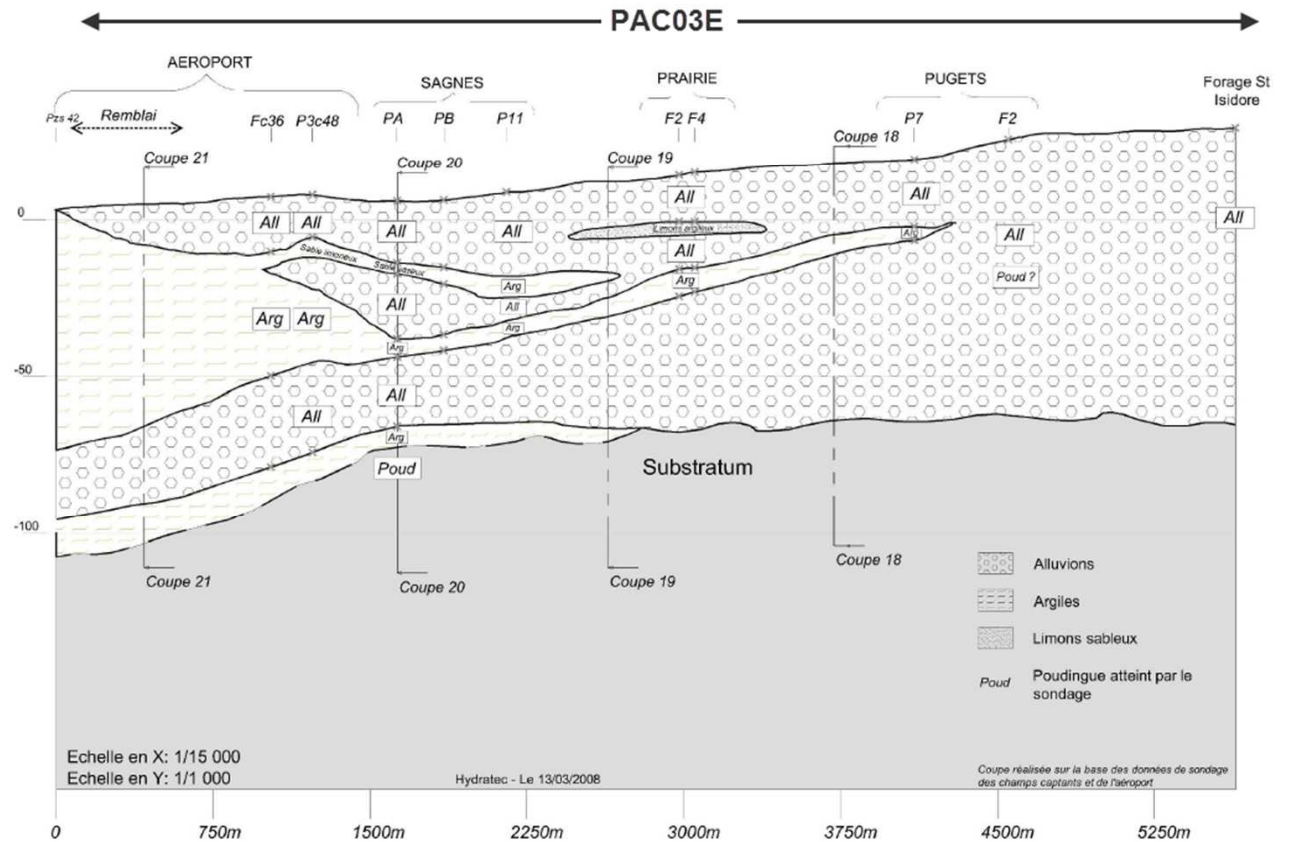 PAC03E
AEROPORT
SAGNES
PRAIRIE
PUGETS
Forage St
Isidore
Pzs 42
Remblai
Fc36
P3c48
PA
PB
P11
F2
F4
P7
F2
Coupe 18
Coupe 21
Coupe 20
Coupe 19
0
All
All
All
All
All
All
All
All
All
Arg
Limons argileux
Poud ?
Sable limoneux
All
Arg
Arg
Arg
Arg
All
Arg
Arg
-50
All
All
Arg
Poud
Substratum
-100
Coupe 21
Coupe 20
Coupe 19
Coupe 18
Alluvions
Argiles
Limons sableux
Poud
Poudingue atteint par le
sondage
Echelle en X: 1/15 000
Echelle en Y: 1/1 000
Hydratec - Le 13/03/2008
Coupe réalisée sur la base des données de sondage
des champs captants et de l'aéroport
0
750m
1500m
2250m
3000m
3750m
4500m
5250m